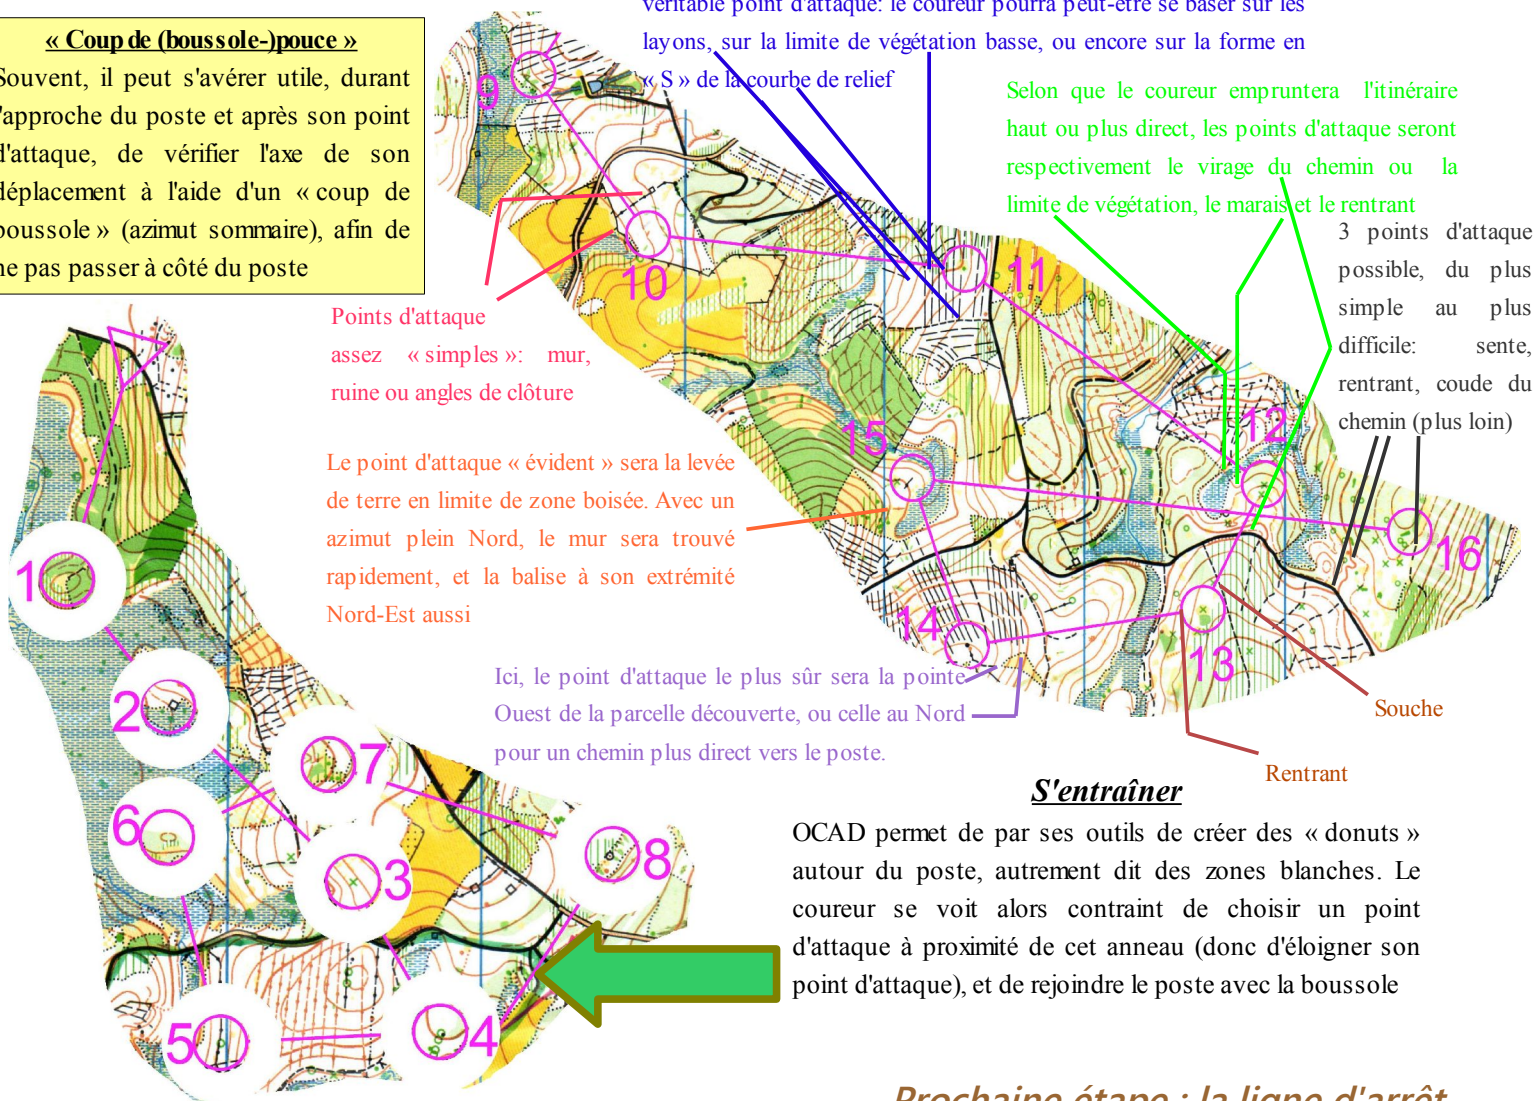 véritable point d'attaque: le coureur pourra peut-être se baser sur les
layons, sur la limite de végétation basse, ou encore sur la forme en
« S » de la courbe de relief
« Coup de (boussole-)pouce »
Souvent, il peut s'avérer utile, durant
l'approche du poste et après son point
d'attaque, de vérifier l'axe de son
déplacement à l'aide d'un « coup de
boussole » (azimut sommaire), afin de
ne pas passer à côté du poste
Selon que le coureur empruntera l'itinéraire
haut ou plus direct, les points d'attaque seront
respectivement le virage du chemin ou la
limite de végétation, le marais et le rentrant
3 points d'attaque
possible, du plus
simple au plus
difficile: sente,
rentrant, coude du
chemin (plus loin)
Points d'attaque
assez « simples »: mur,
ruine ou angles de clôture
Le point d'attaque « évident » sera la levée
de terre en limite de zone boisée. Avec un
azimut plein Nord, le mur sera trouvé
rapidement, et la balise à son extrémité
Nord-Est aussi
Ici, le point d'attaque le plus sûr sera la pointe
Ouest de la parcelle découverte, ou celle au Nord
pour un chemin plus direct vers le poste.
9
10
11
12
15
16
14
13
Souche
Rentrant
1
2
6
7
3
8
5
4
S'entraîner
OCAD permet de par ses outils de créer des « donuts »
autour du poste, autrement dit des zones blanches. Le
coureur se voit alors contraint de choisir un point
d'attaque à proximité de cet anneau (donc d'éloigner son
point d'attaque), et de rejoindre le poste avec la boussole
Prochaine étape : la ligne d'arrêt